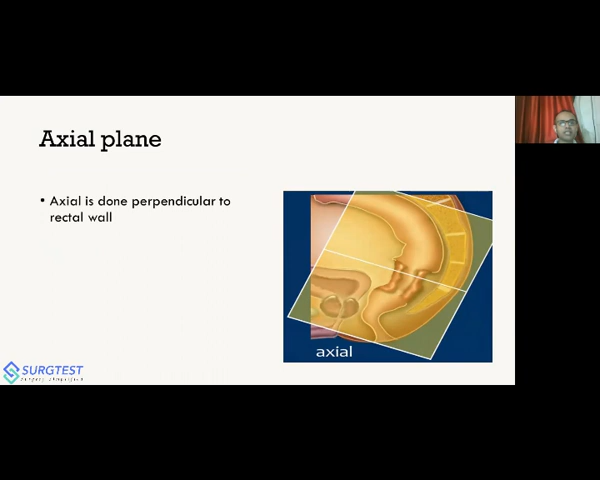 Axial plane
• Axial is done perpendicular to
rectal wall
axial
SURGTEST